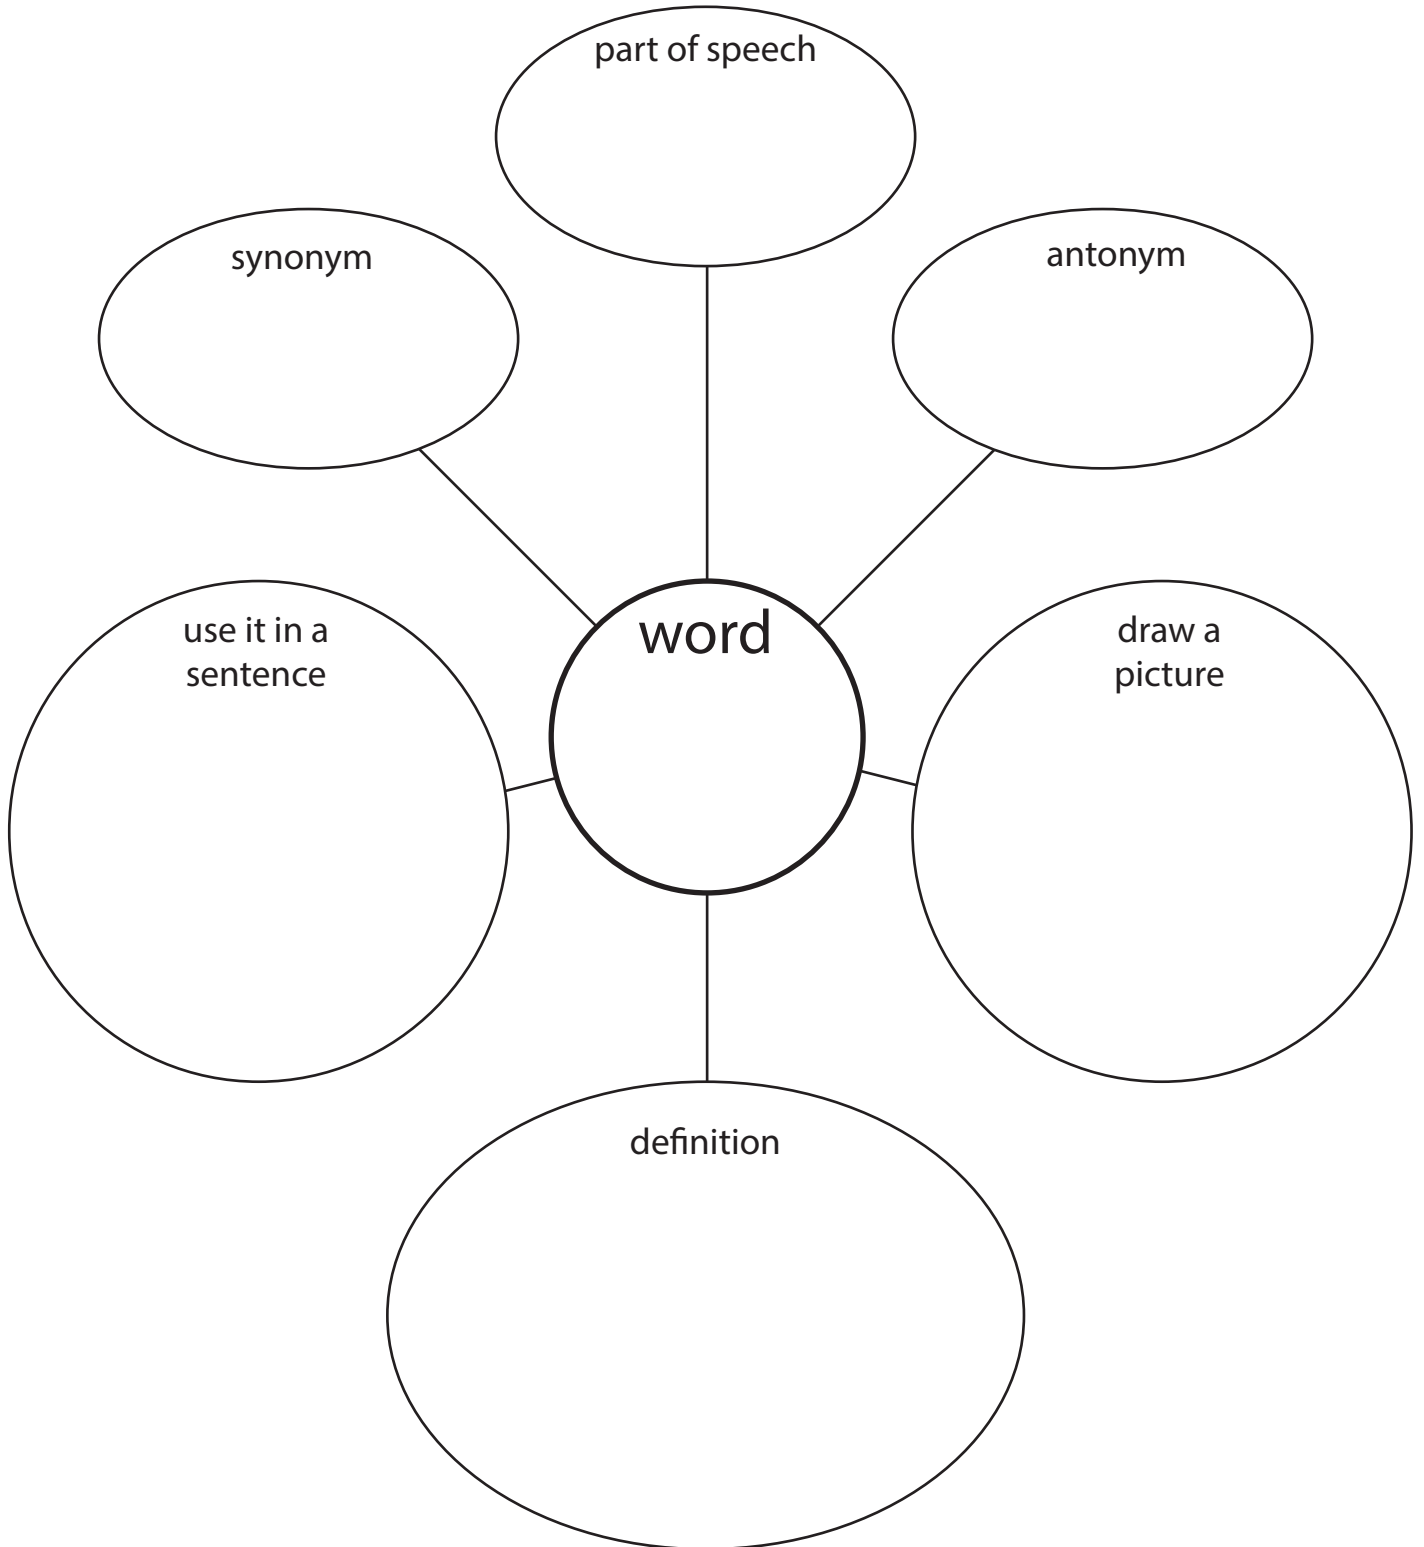 part of speech
synonym
antonym
word
use it in a
sentence
draw a
picture
definition